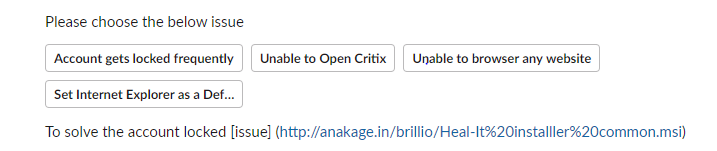 Please choose the below issue
Account gets locked frequently Unable to Open Critix Unable to browser any website
Set Internet Explorer as a Def...
To solve the account locked [issue] (http://anakage.in/brillio/Heal-It%20installler%20common.msi)